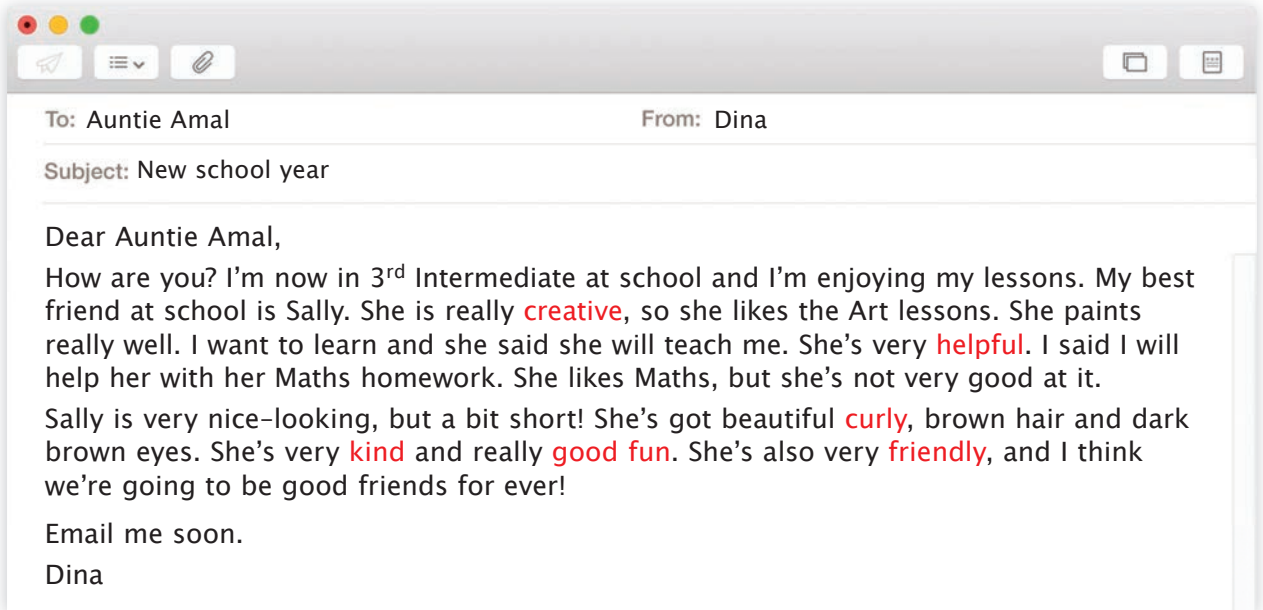 To: Auntie Amal From: Dina
Subject: New school year
Dear Auntie Amal,
How are you? I’m now in 3rd Intermediate at school and I’m enjoying my lessons. My best
friend at school is Sally. She is really creative, so she likes the Art lessons. She paints
really well. I want to learn and she said she will teach me. She’s very helpful. I said I will
help her with her Maths homework. She likes Maths, but she’s not very good at it.
Sally is very nice–looking, but a bit short! She’s got beautiful curly, brown hair and dark
brown eyes. She’s very kind and really good fun. She’s also very friendly, and I think
we’re going to be good friends for ever!
Email me soon.
Dina